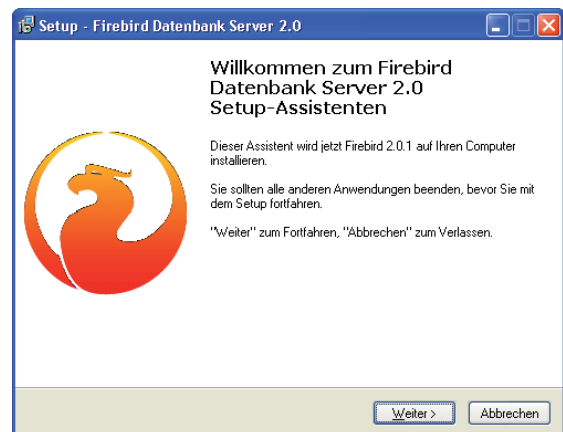 Setup - Firebird Datenbank Server 2.0
Willkommen zum Firebird
Datenbank Server 2.0
Setup-Assistenten
Dieser Assistent wird jetzt Firebird 2.0.1 auf Ihren Computer
installieren.
Sie sollten alle anderen Anwendungen beenden, bevor Sie mit
dem Setup fortfahren.
"Weiter" zum Fortfahren, "Abbrechen" zum Verlassen.
Weiter >
Abbrechen